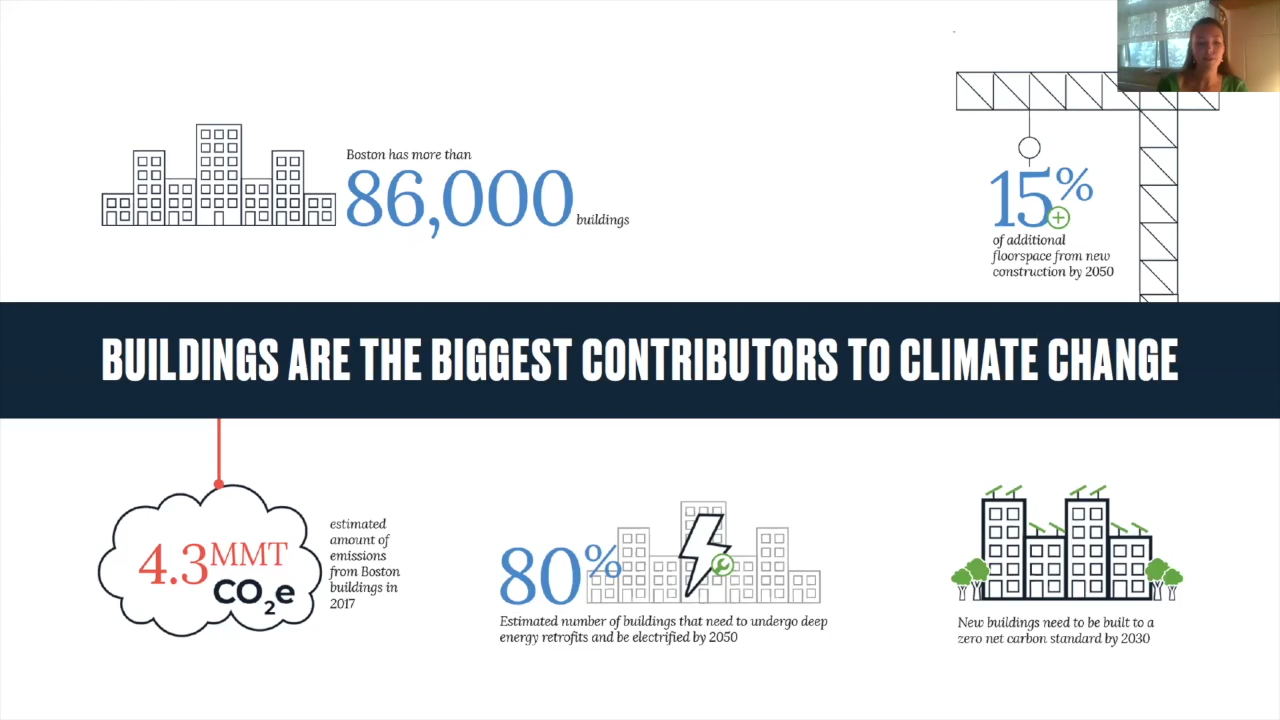 Boston has more than
86,000 buildings
15%
of additional
floorspace from new
construction by 2050
BUILDINGS ARE THE BIGGEST CONTRIBUTORS TO CLIMATE CHANGE
4.3MMT
CO2e
estimated
amount of
emissions
from Boston
buildings in
2017
80%
Estimated number of buildings that need to undergo deep
energy retrofits and be electrified by 2050
New buildings need to be built to a
zero net carbon standard by 2030